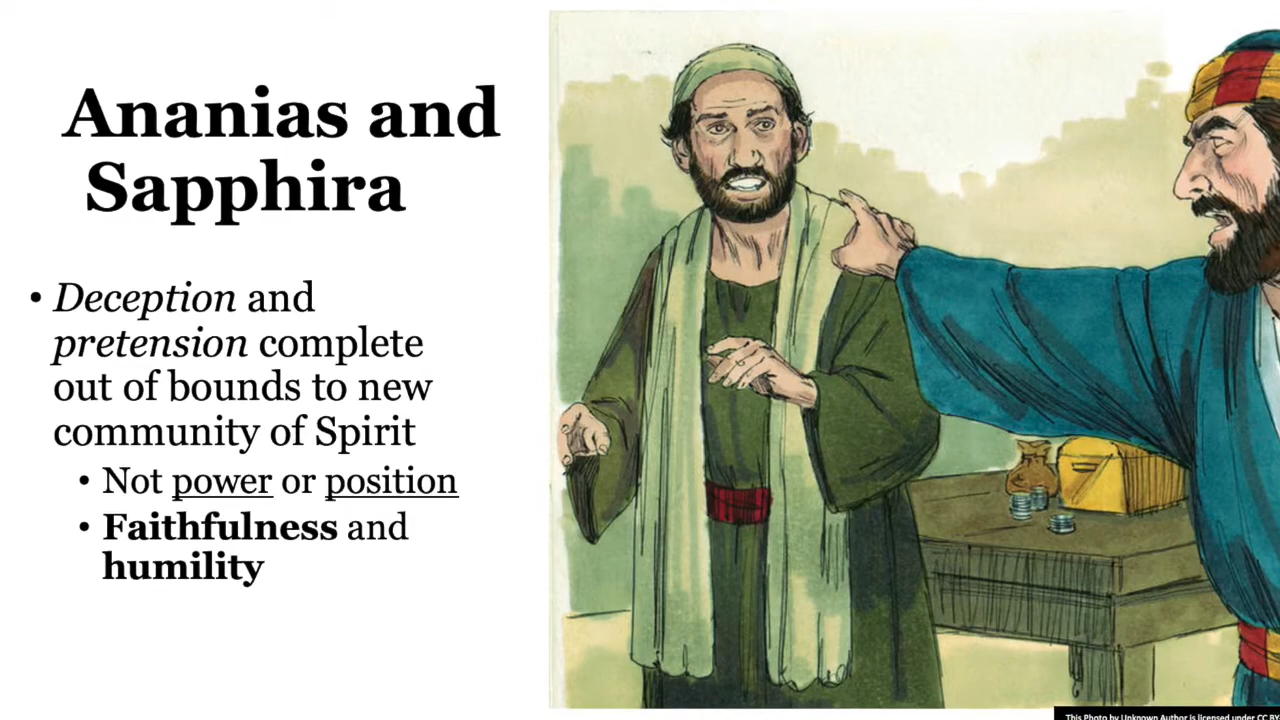 Ananias and
Sapphira
• Deception and
pretension complete
out of bounds to new
community of Spirit
• Not power or position
• Faithfulness and
humility
This Photo by Unknown Author is licensed under CC BY